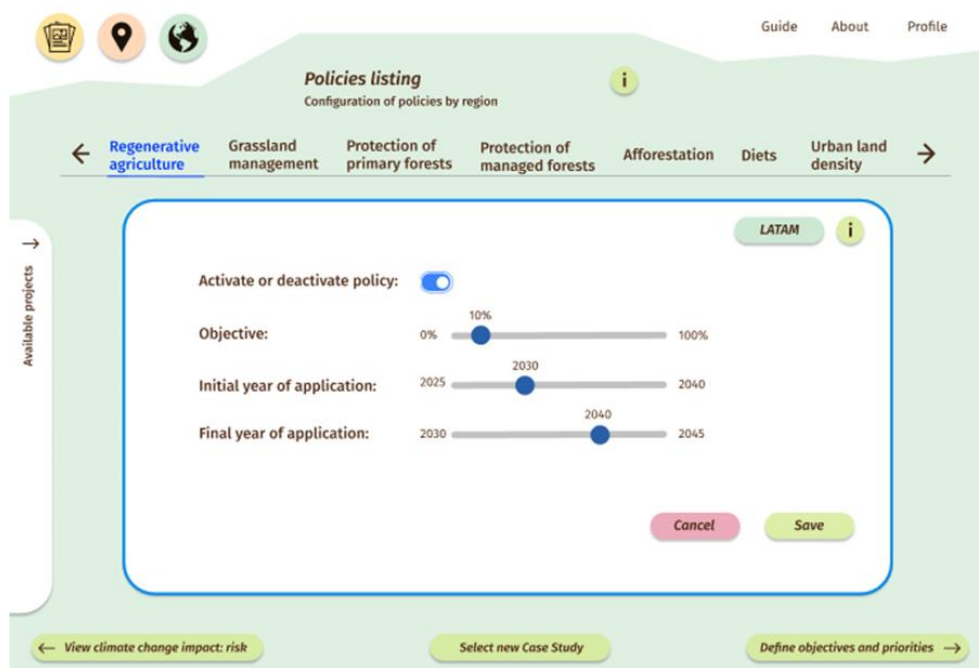 Guide About Profile
Policies listing
i
Configuration of policies by region
Regenerative agriculture
Grassland management
Protection of primary forests
Protection of managed forests
Afforestation
Diets
Urban land density
LATAM i
Available projects
Activate or deactivate policy:
10%
Objective: 0% 100%
2030
Initial year of application: 2025 2040
2040
Final year of application: 2030 2045
Cancel Save
← View climate change impact: risk Select new Case Study Define objectives and priorities →